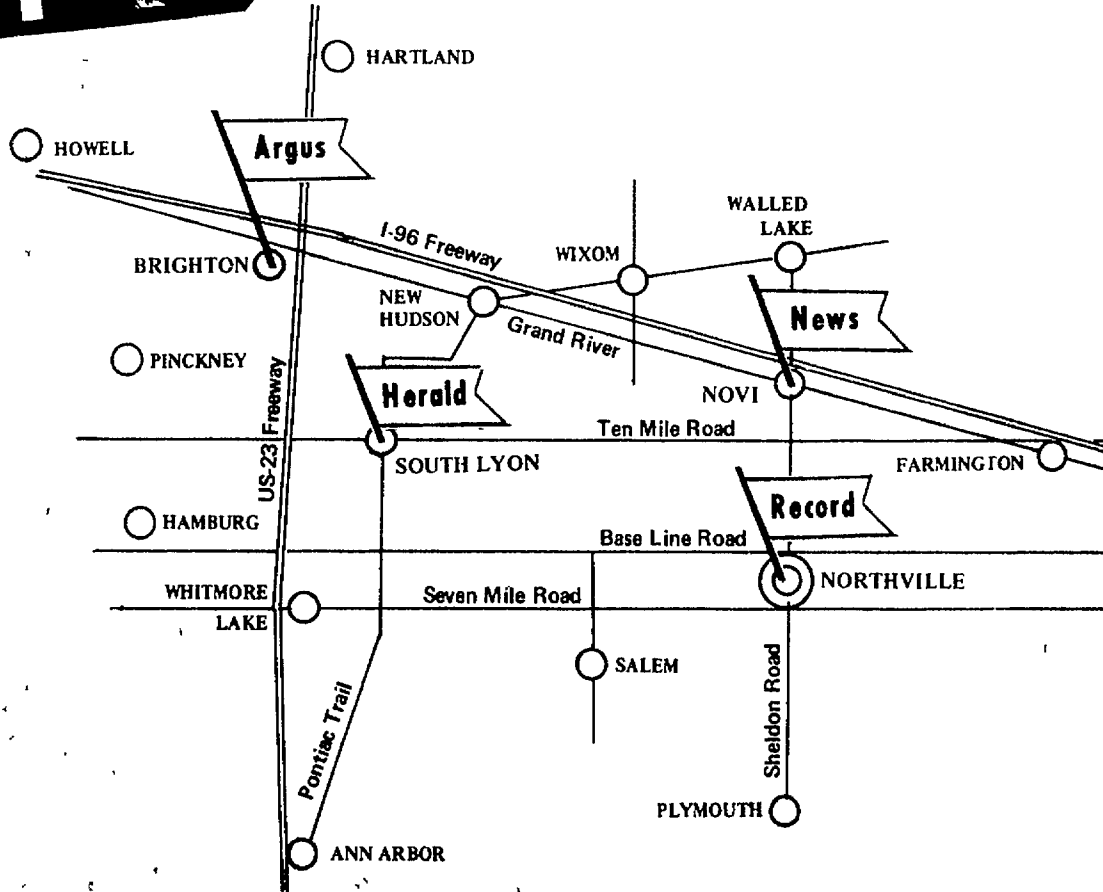 HARTLAND
HOWELL
Argus
I-96 Freeway
WALLED
LAKE
WIXOM
BRIGHTON
NEW
HUDSON
Grand River
News
PINCKNEY
US-23 Freeway
Herald
NOVI
Ten Mile Road
SOUTH LYON
FARMINGTON
Record
HAMBURG
Base Line Road
NORTHVILLE
WHITMORE
LAKE
Seven Mile Road
SALEM
Sheldon Road
Pontiac Trail
PLYMOUTH
ANN ARBOR